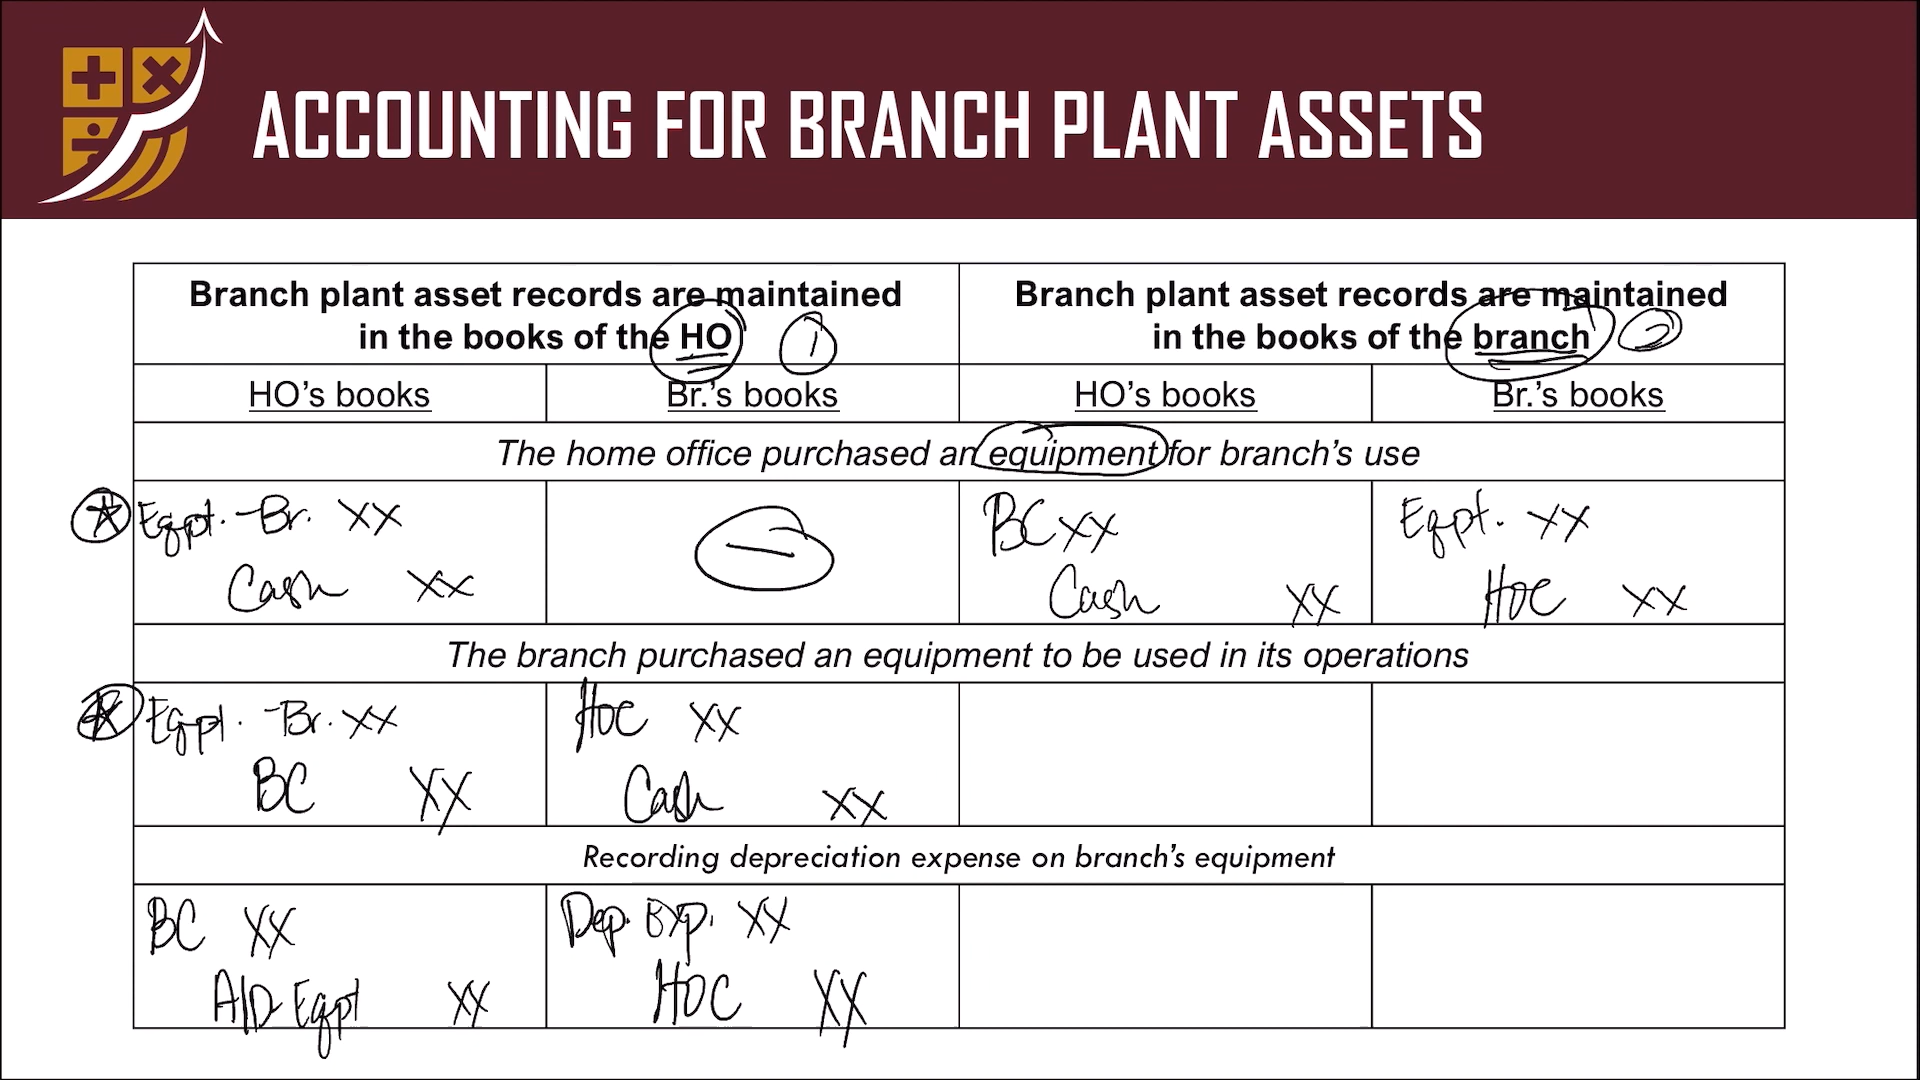 ACCOUNTING FOR BRANCH PLANT ASSETS
Branch plant asset records are maintained
in the books of the HO 1
Branch plant asset records are maintained
in the books of the branch 2
HO's books
Br.'s books
HO's books
Br.'s books
The home office purchased an equipment for branch's use
Eqpt. - Br. XX
Cash XX
—
BC XX
Cash XX
Eqpt. XX
HOC XX
The branch purchased an equipment to be used in its operations
Eqpt. - Br. XX
BC XX
HOC XX
Cash XX
Recording depreciation expense on branch's equipment
BC XX
A/D-Eqpt XX
Dep. Exp. XX
HOC XX